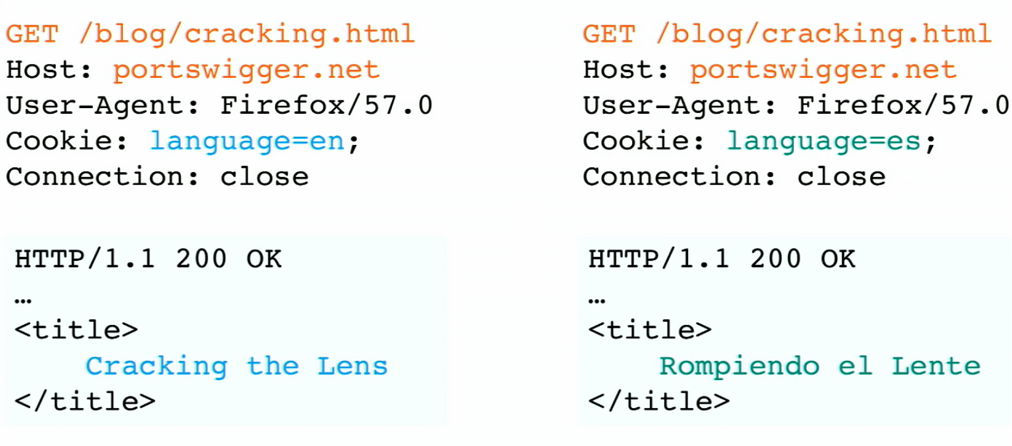 GET /blog/cracking.html
Host: portswigger.net
User-Agent: Firefox/57.0
Cookie: language=en;
Connection: close
HTTP/1.1 200 OK
…
<title>
Cracking the Lens
</title>
GET /blog/cracking.html
Host: portswigger.net
User-Agent: Firefox/57.0
Cookie: language=es;
Connection: close
HTTP/1.1 200 OK
…
<title>
Rompiendo el Lente
</title>